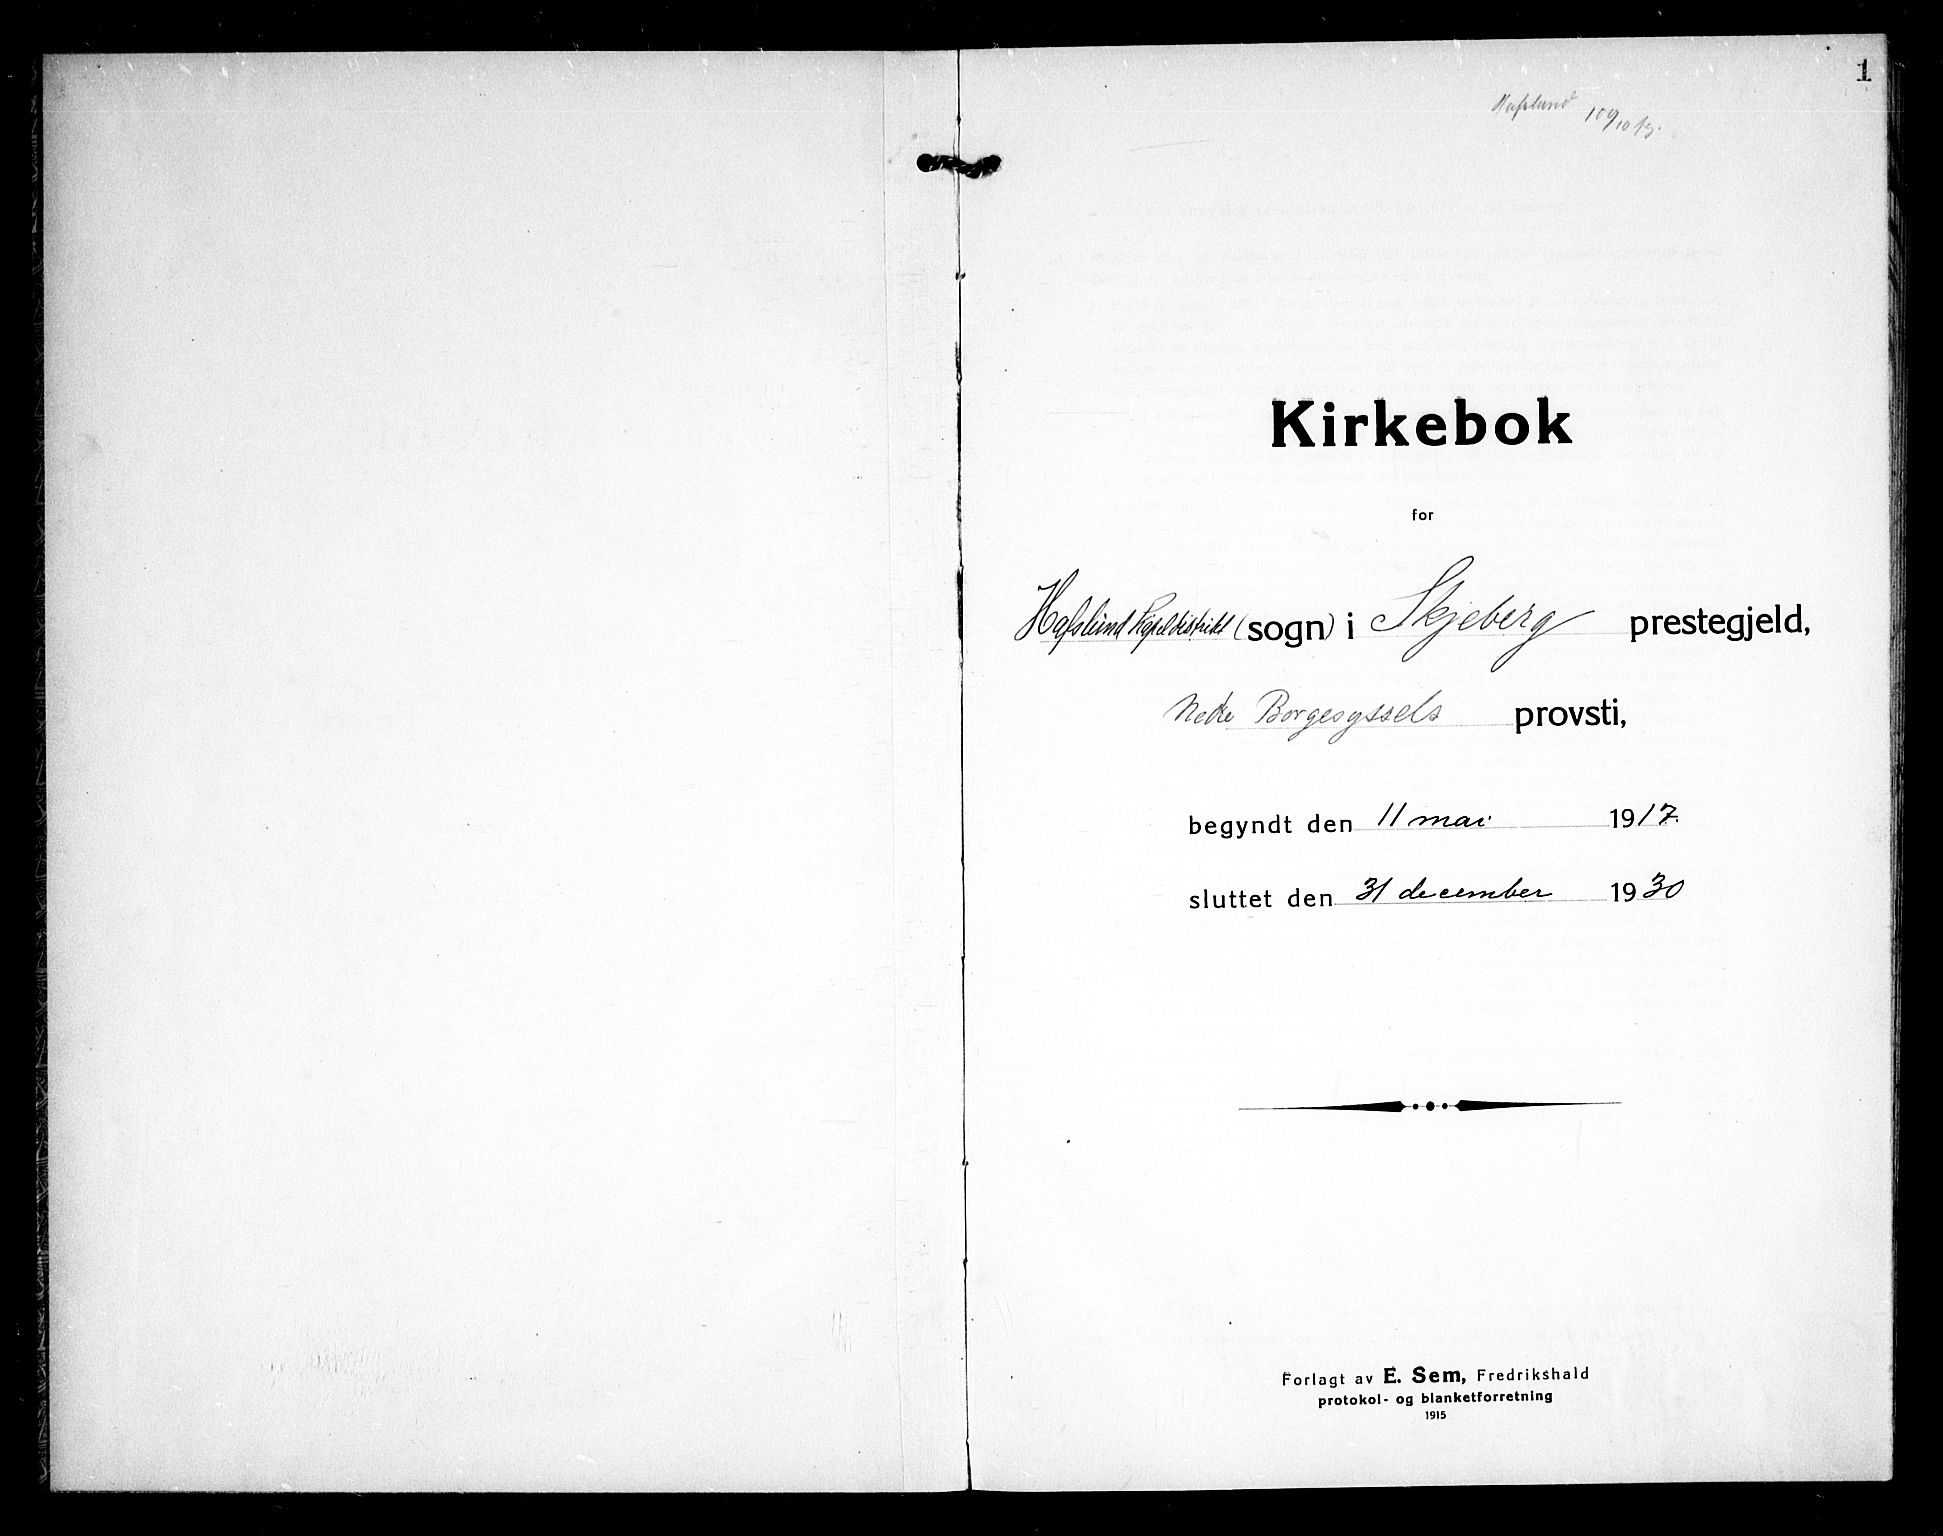 1
Hafslund
Kirkebok
for
Hafslund Kapeldistrikt (sogn) i Skjeberg prestegjeld,
Nedre Borgesyssels provsti,
begyndt den 11 mai 1917.
sluttet den 31 december 1930
Forlagt av E. Sem, Fredrikshald
protokol- og blanketforretning
1915